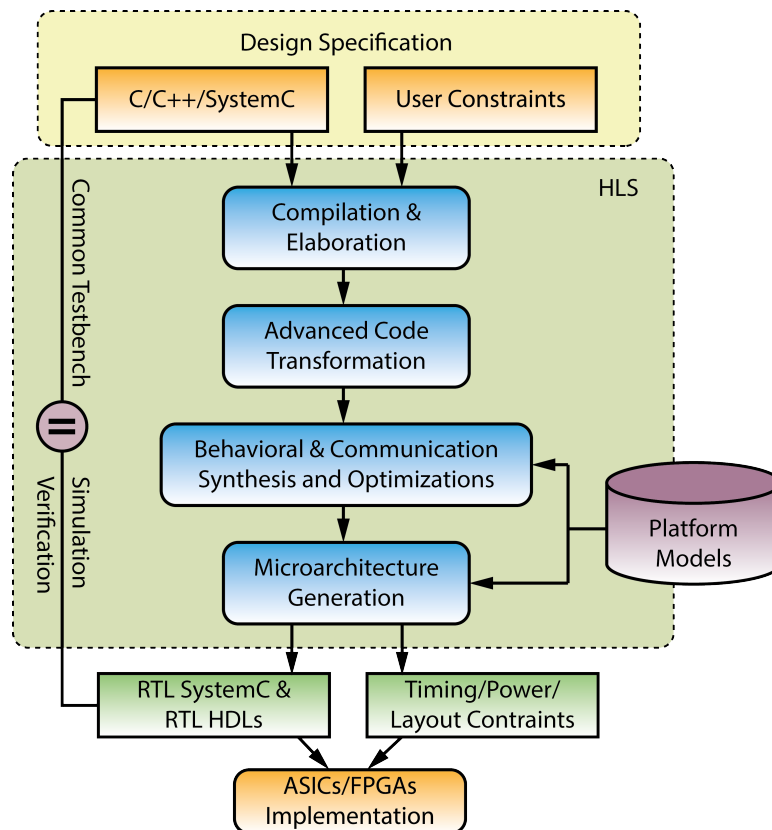 Design Specification
C/C++/SystemC
User Constraints
HLS
Compilation &
Elaboration
Common Testbench
Advanced Code
Transformation
Behavioral & Communication
Synthesis and Optimizations
Simulation
Verification
Platform
Models
Microarchitecture
Generation
RTL SystemC &
RTL HDLs
Timing/Power/
Layout Contraints
ASICs/FPGAs
Implementation